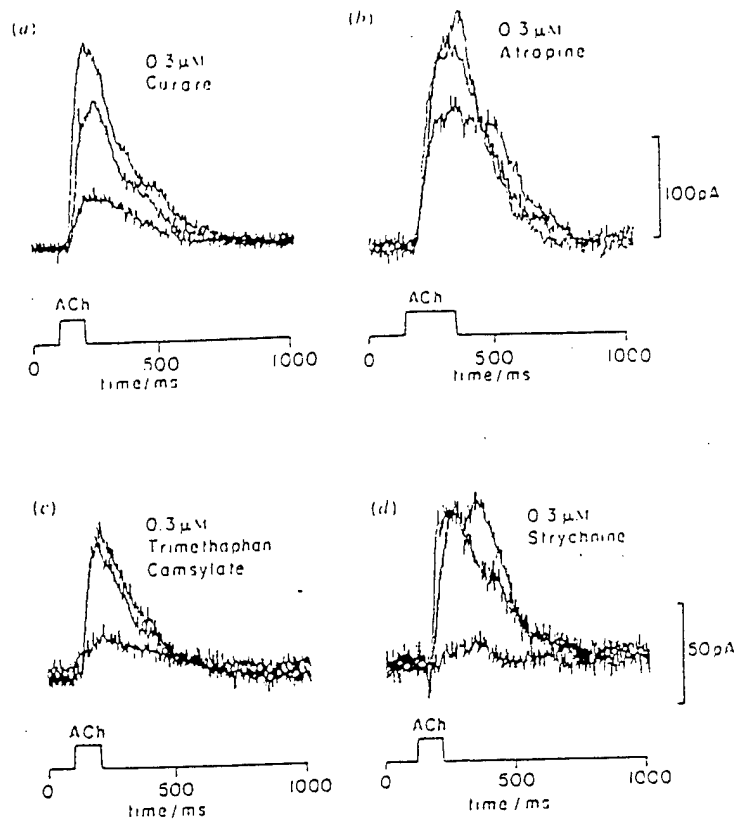 (a)
0.3 μM
Curare
ACh
0
500
1000
time/ms
(b)
0.3 μM
Atropine
100pA
ACh
0
500
1000
time/ms
(c)
0.3 μM
Trimethaphan
Camsylate
ACh
0
500
1000
time/ms
(d)
0.3 μM
Strychnine
50pA
ACh
0
500
1000
time/ms